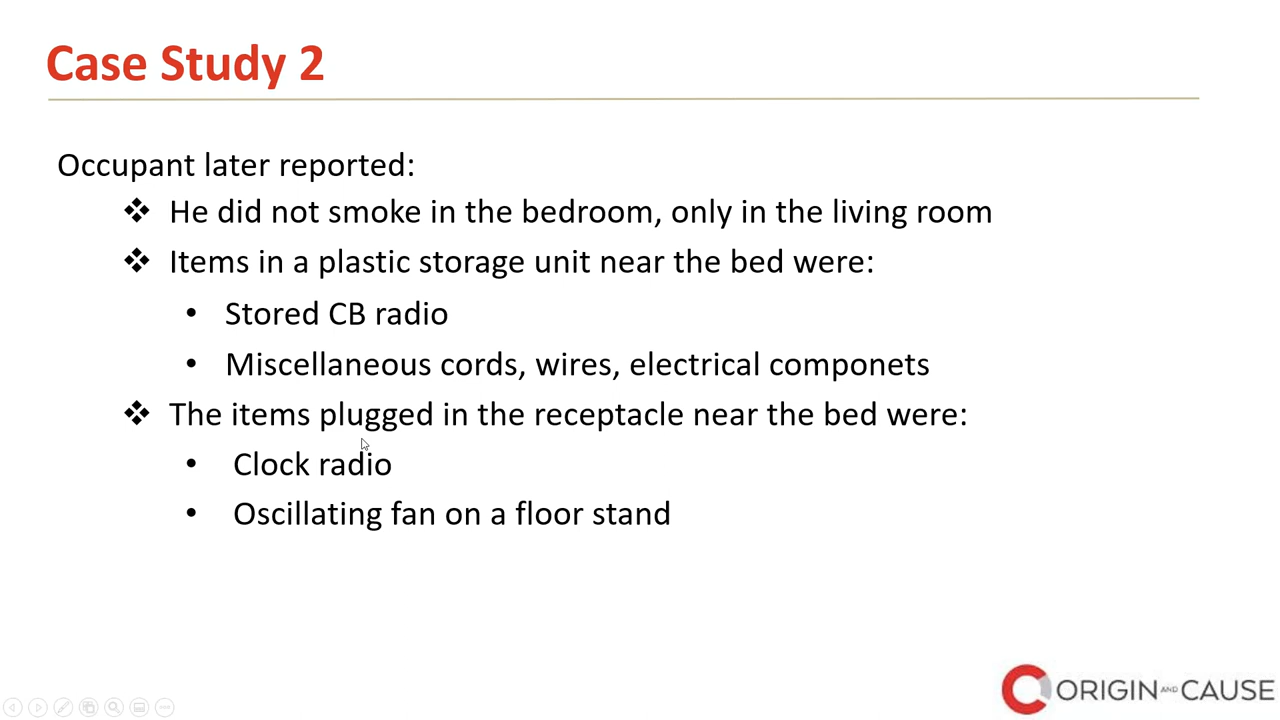 Case Study 2
Occupant later reported:
❖ He did not smoke in the bedroom, only in the living room
❖ Items in a plastic storage unit near the bed were:
• Stored CB radio
• Miscellaneous cords, wires, electrical componets
❖ The items plugged in the receptacle near the bed were:
• Clock radio
• Oscillating fan on a floor stand
ORIGIN AND CAUSE